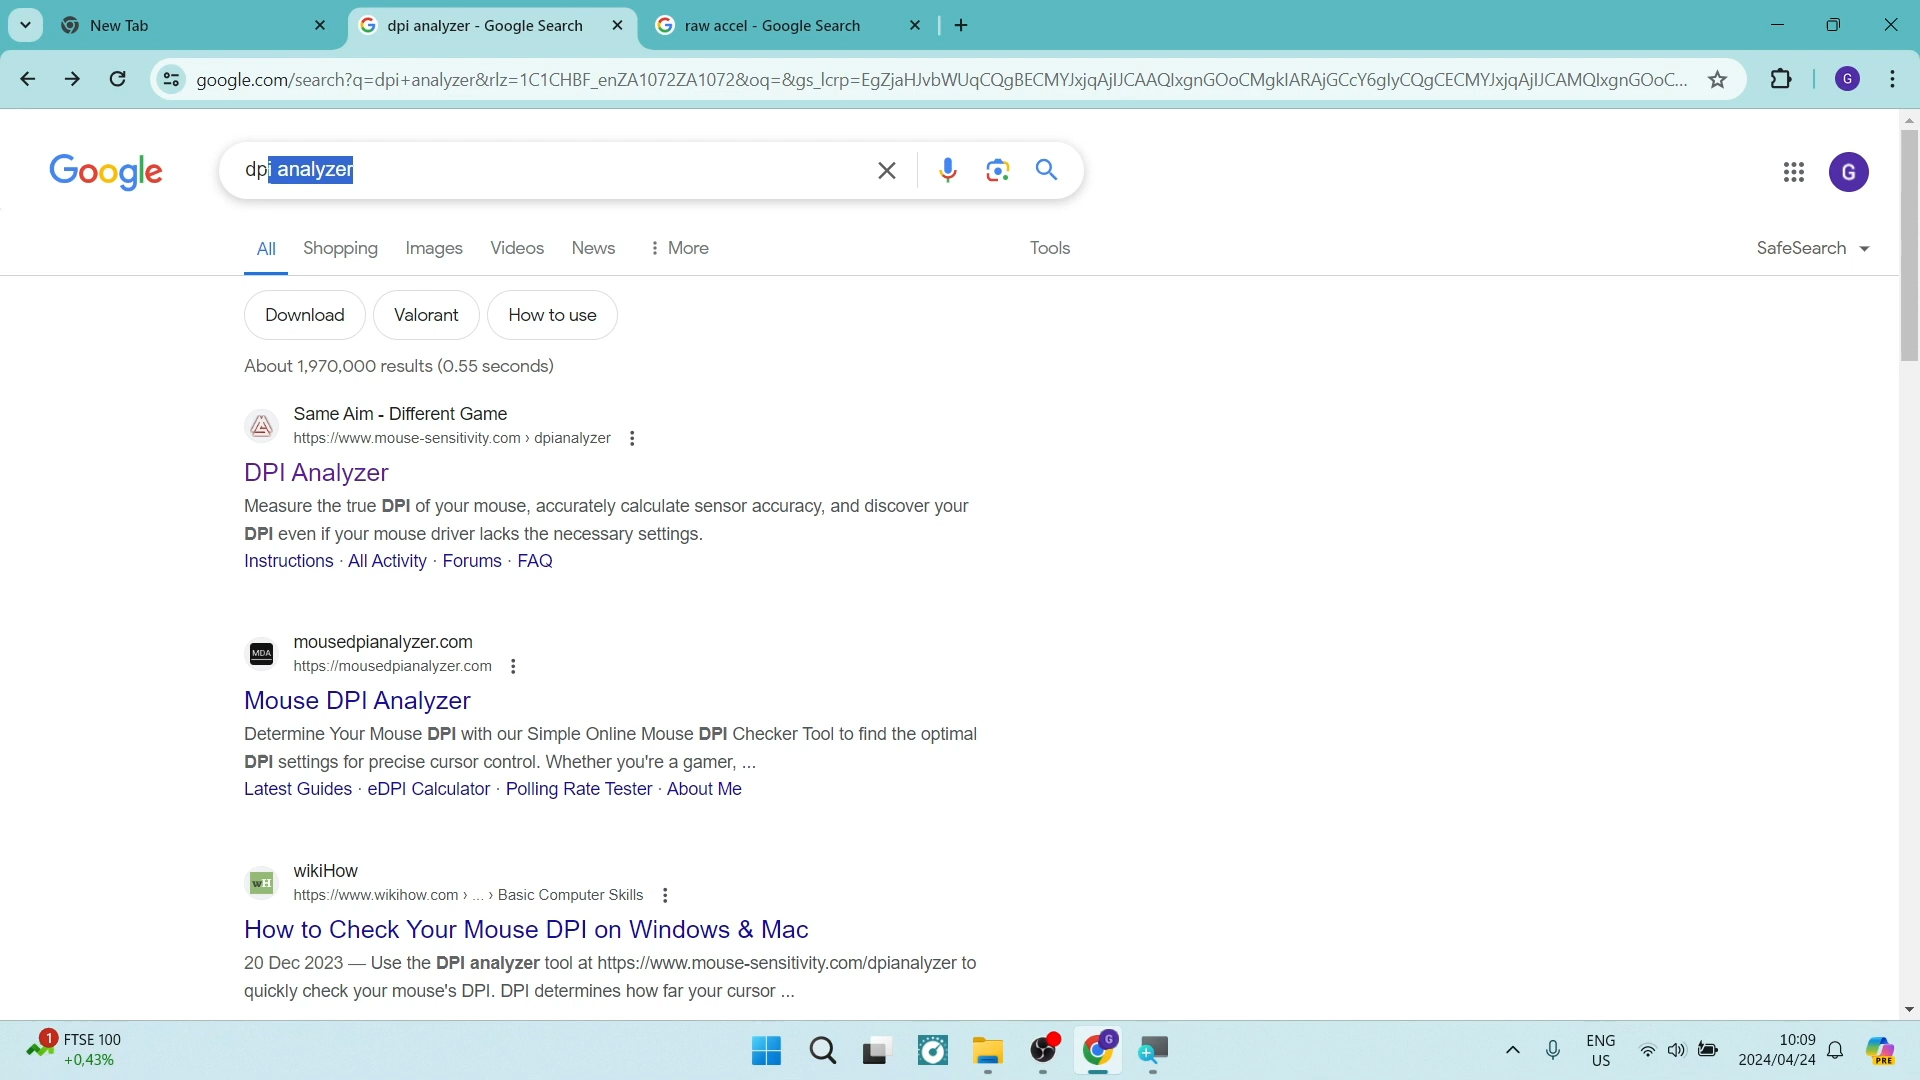 New Tab
dpi analyzer - Google Search
raw accel - Google Search
google.com/search?q=dpi+analyzer&rlz=1C1CHBF_enZA1072ZA1072&oq=&gs_lcrp=EgZjaHJvbWUqCQgBECMYJxjqAjIJCAAQIxgnGOoCMgkIARAjGCcY6gIyCQgCECMYJxjqAjIJCAMQIxgnGOoC...
G
Google
dpi analyzer
G
All
Shopping
Images
Videos
News
More
Tools
SafeSearch
Download
Valorant
How to use
About 1,970,000 results (0.55 seconds)
Same Aim - Different Game
https://www.mouse-sensitivity.com › dpianalyzer
DPI Analyzer
Measure the true DPI of your mouse, accurately calculate sensor accuracy, and discover your
DPI even if your mouse driver lacks the necessary settings.
Instructions · All Activity · Forums · FAQ
MDA
mousedpianalyzer.com
https://mousedpianalyzer.com
Mouse DPI Analyzer
Determine Your Mouse DPI with our Simple Online Mouse DPI Checker Tool to find the optimal
DPI settings for precise cursor control. Whether you're a gamer, ...
Latest Guides · eDPI Calculator · Polling Rate Tester · About Me
wH
wikiHow
https://www.wikihow.com › ... › Basic Computer Skills
How to Check Your Mouse DPI on Windows & Mac
20 Dec 2023 — Use the DPI analyzer tool at https://www.mouse-sensitivity.com/dpianalyzer to
quickly check your mouse's DPI. DPI determines how far your cursor ...
1
FTSE 100
+0,43%
G
ENG
US
10:09
2024/04/24
PRE